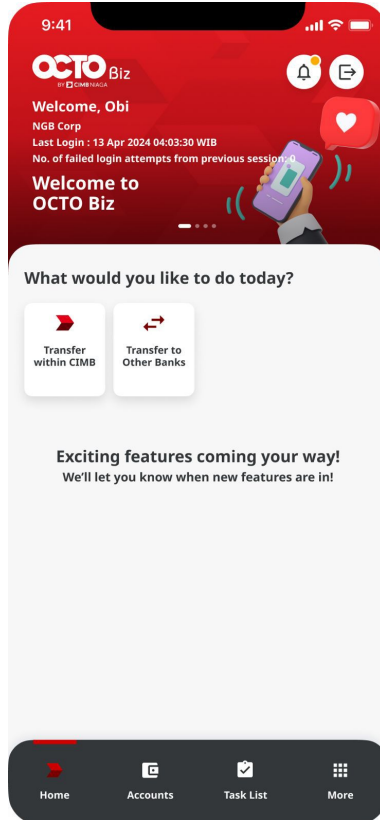 9:41
OCTO Biz
BY CIMB NIAGA
Welcome, Obi
NGB Corp
Last Login : 13 Apr 2024 04:03:30 WIB
No. of failed login attempts from previous session: 0
Welcome to
OCTO Biz
What would you like to do today?
Transfer
within CIMB
Transfer to
Other Banks
Exciting features coming your way!
We'll let you know when new features are in!
Home
Accounts
Task List
More